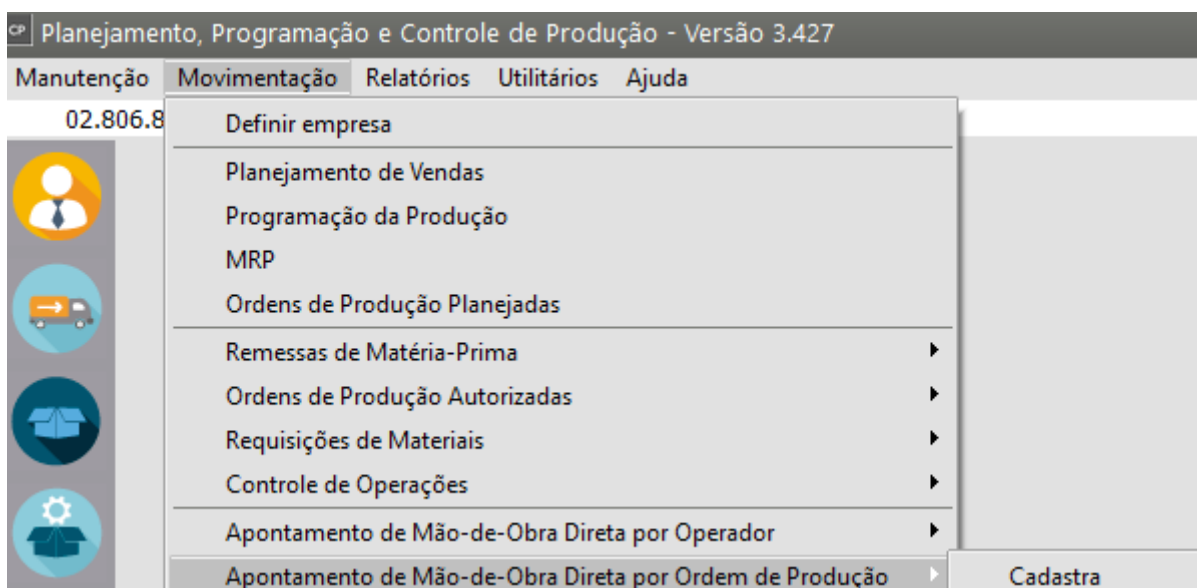 CP Planejamento, Programação e Controle de Produção - Versão 3.427
Manutenção Movimentação Relatórios Utilitários Ajuda
02.806.8
Definir empresa
Planejamento de Vendas
Programação da Produção
MRP
Ordens de Produção Planejadas
Remessas de Matéria-Prima
Ordens de Produção Autorizadas
Requisições de Materiais
Controle de Operações
Apontamento de Mão-de-Obra Direta por Operador
Apontamento de Mão-de-Obra Direta por Ordem de Produção Cadastra